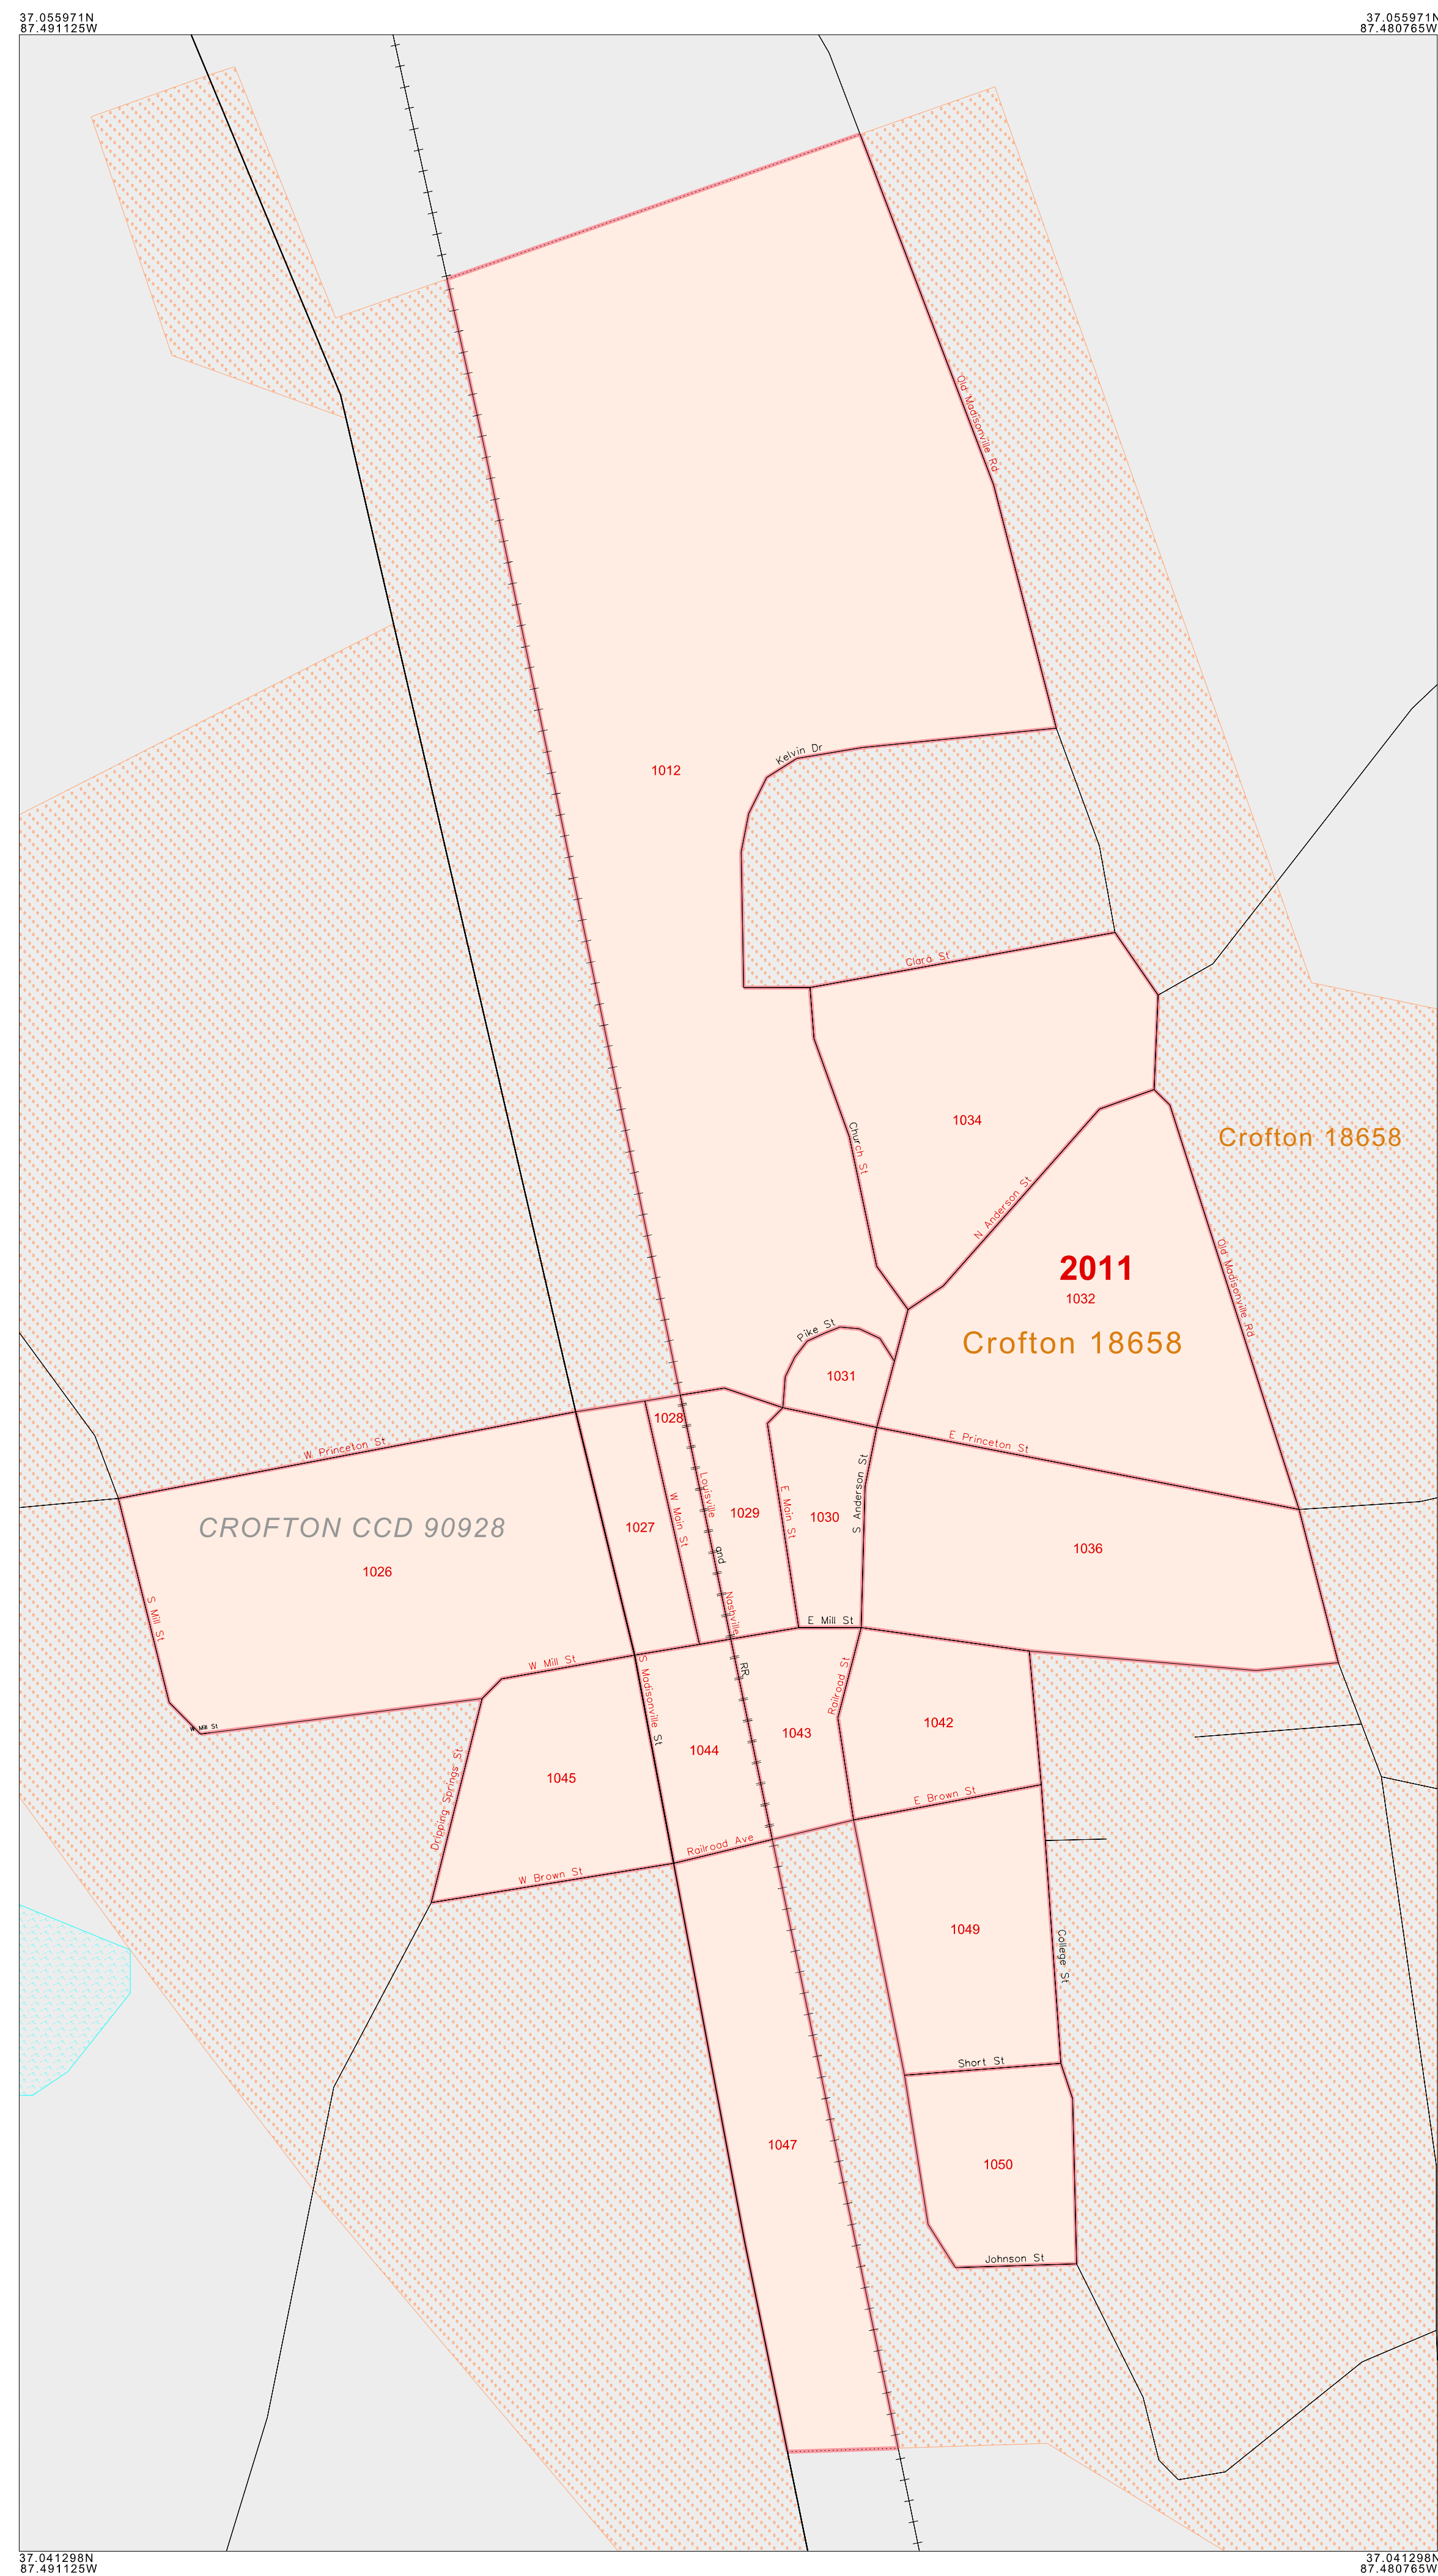 37.055971N
87.491125W
37.055971N
87.480765W
Old Madisonville Rd
Kelvin Dr
1012
Clara St
1034
Church St
Crofton 18658
N Anderson St
2011
1032
Old Madisonville Rd
Crofton 18658
Pike St
1031
1028
W Princeton St
E Princeton St
CROFTON CCD 90928
1026
1027
W Main St
Louisville and Nashville RR
1029
E Main St
1030
S Anderson St
1036
S Mill St
E Mill St
W Mill St
W Mill St
S Madisonville St
Railroad St
1042
1043
1044
1045
Dripping Springs St
E Brown St
Railroad Ave
W Brown St
1049
College St
Short St
1047
1050
Johnson St
37.041298N
87.491125W
37.041298N
87.480765W